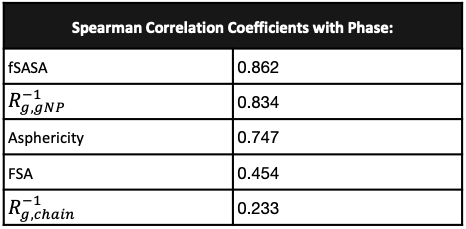 Spearman Correlation Coefficients with Phase:
fSASA 0.862
$R_{g,gNP}^{-1}$ 0.834
Asphericity 0.747
FSA 0.454
$R_{g,chain}^{-1}$ 0.233